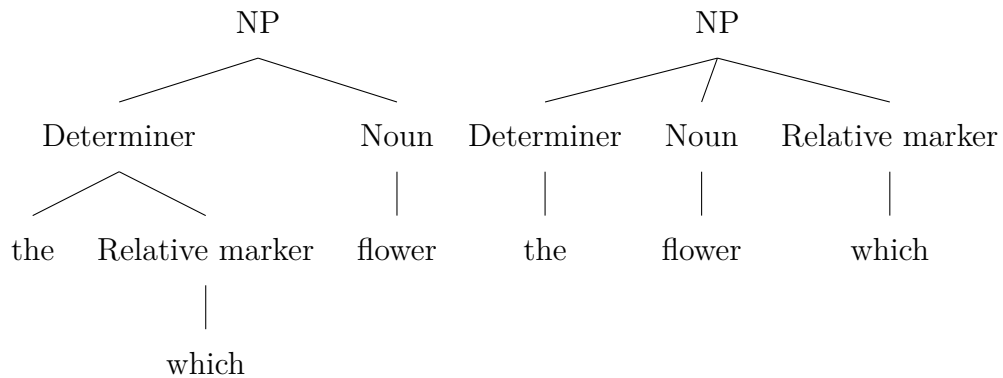 NP NP
Determiner Noun Determiner Noun Relative marker
the Relative marker flower the flower which
which